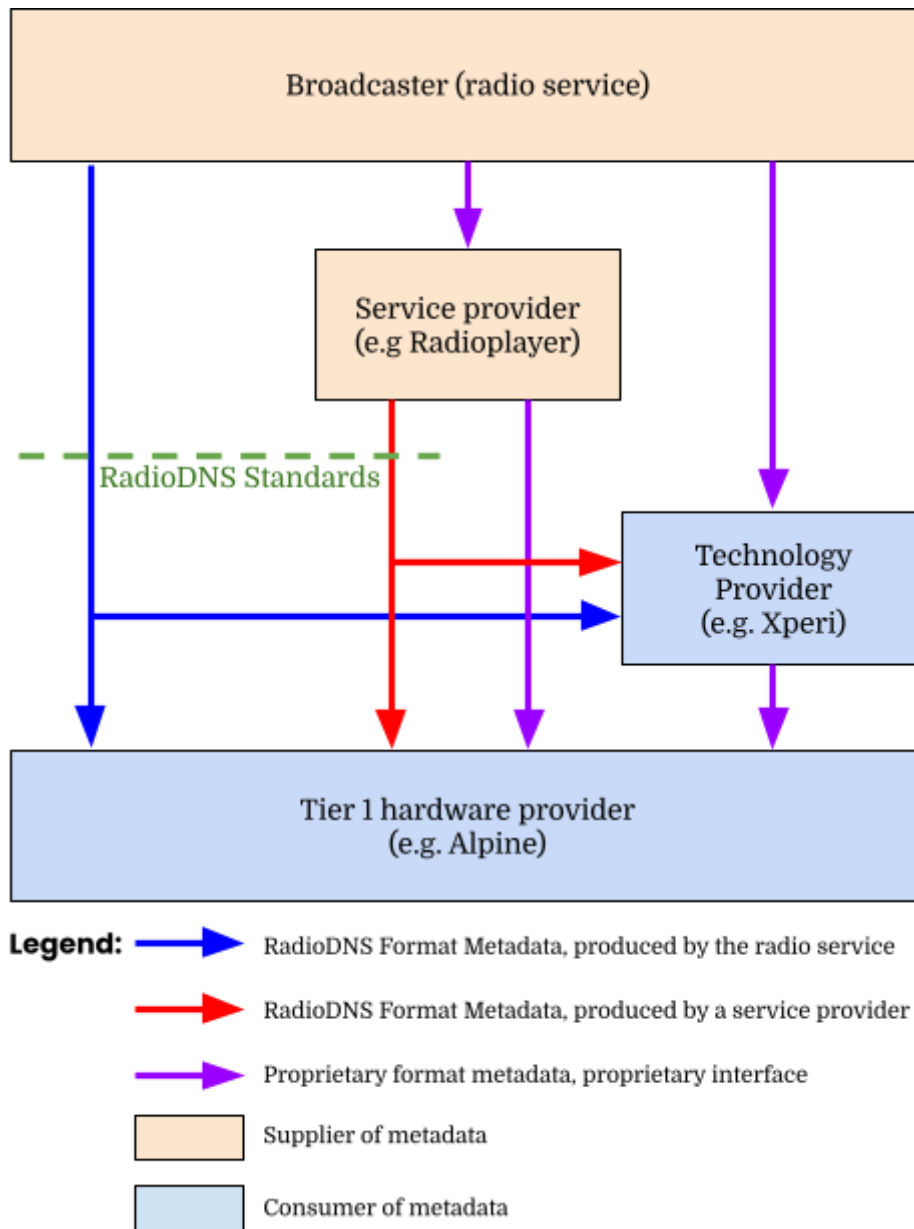 Broadcaster (radio service)
Service provider
(e.g Radioplayer)
RadioDNS Standards
Technology
Provider
(e.g. Xperi)
Tier 1 hardware provider
(e.g. Alpine)
Legend:
RadioDNS Format Metadata, produced by the radio service
RadioDNS Format Metadata, produced by a service provider
Proprietary format metadata, proprietary interface
Supplier of metadata
Consumer of metadata